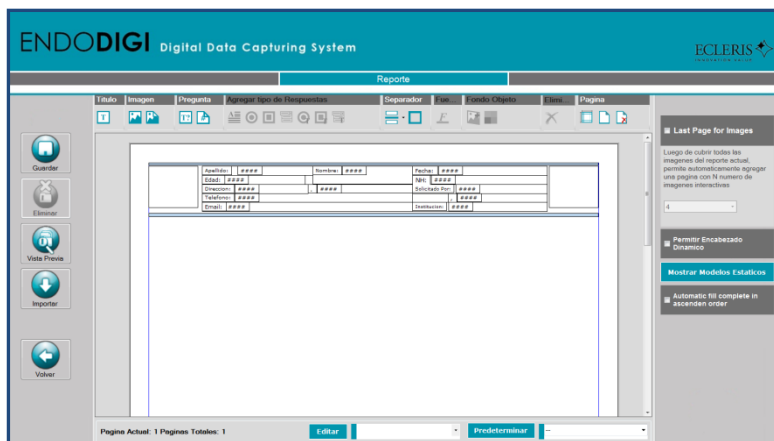 ENDODIGI Digital Data Capturing System
ECLERIS
INNOVATION SALUD
Reporte
Titulo Imagen Pregunta Agregar tipo de Respuestas Separador Fue... Fondo Objeto Elimi... Pagina
Guardar
Eliminar
Vista Previa
Importar
Volver
Apellido: #### Nombre: #### Fecha: ####
Edad: #### NH: ####
Direccion: #### , #### Solicitado Por: ####
Telefono: #### , ####
Email: #### Institucion: ####
Last Page for Images
Luego de cubrir todas las
imagenes del reporte actual,
permite automaticamente agregar
una pagina con N numero de
imagenes interactivas
4
Permitir Encabezado
Dinamico
Mostrar Modelos Estaticos
Automatic fill complete in
ascenden order
Pagina Actual: 1 Paginas Totales: 1 Editar Predeterminar --